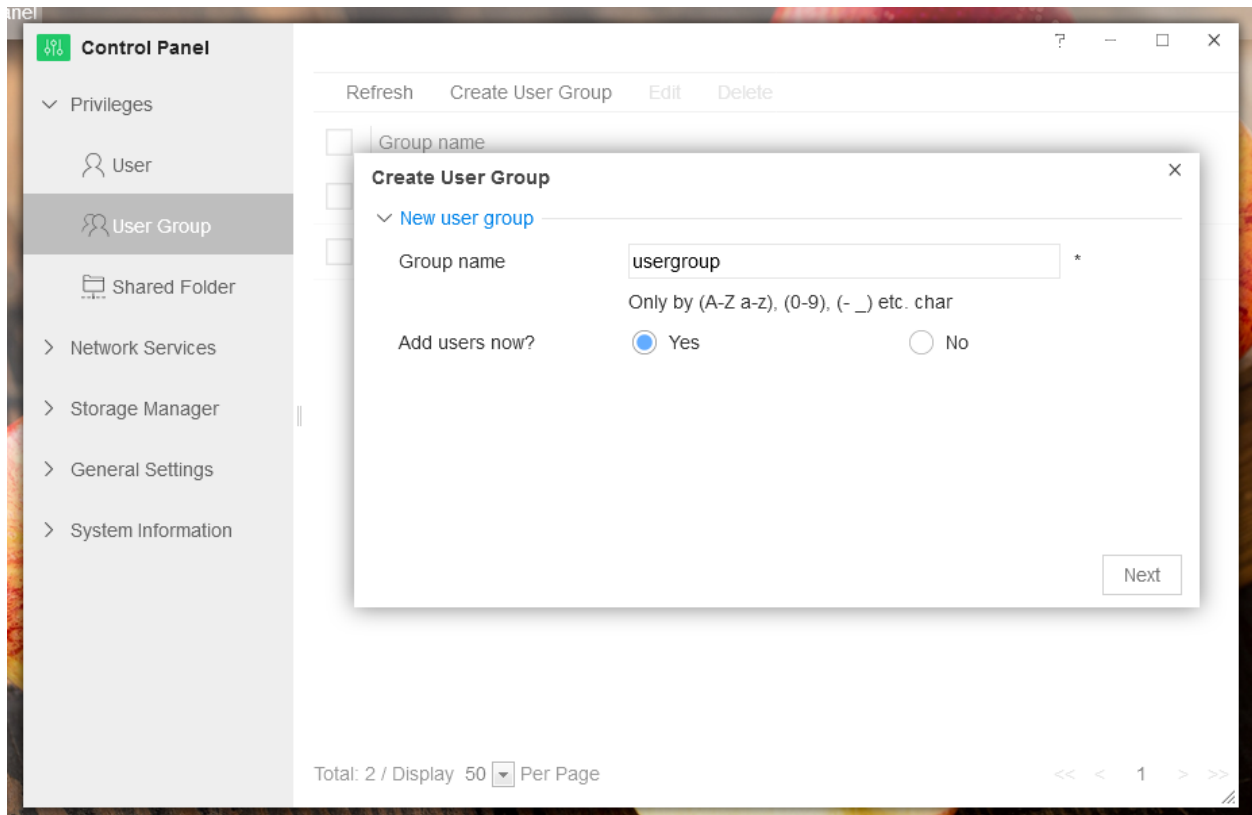 anel
Control Panel
Privileges
User
User Group
Shared Folder
Network Services
Storage Manager
General Settings
System Information
?
Refresh Create User Group Edit Delete
Group name
Create User Group
New user group
Group name usergroup *
Only by (A-Z a-z), (0-9), (- _) etc. char
Add users now? Yes No
Next
Total: 2 / Display 50 Per Page << < 1 > >>